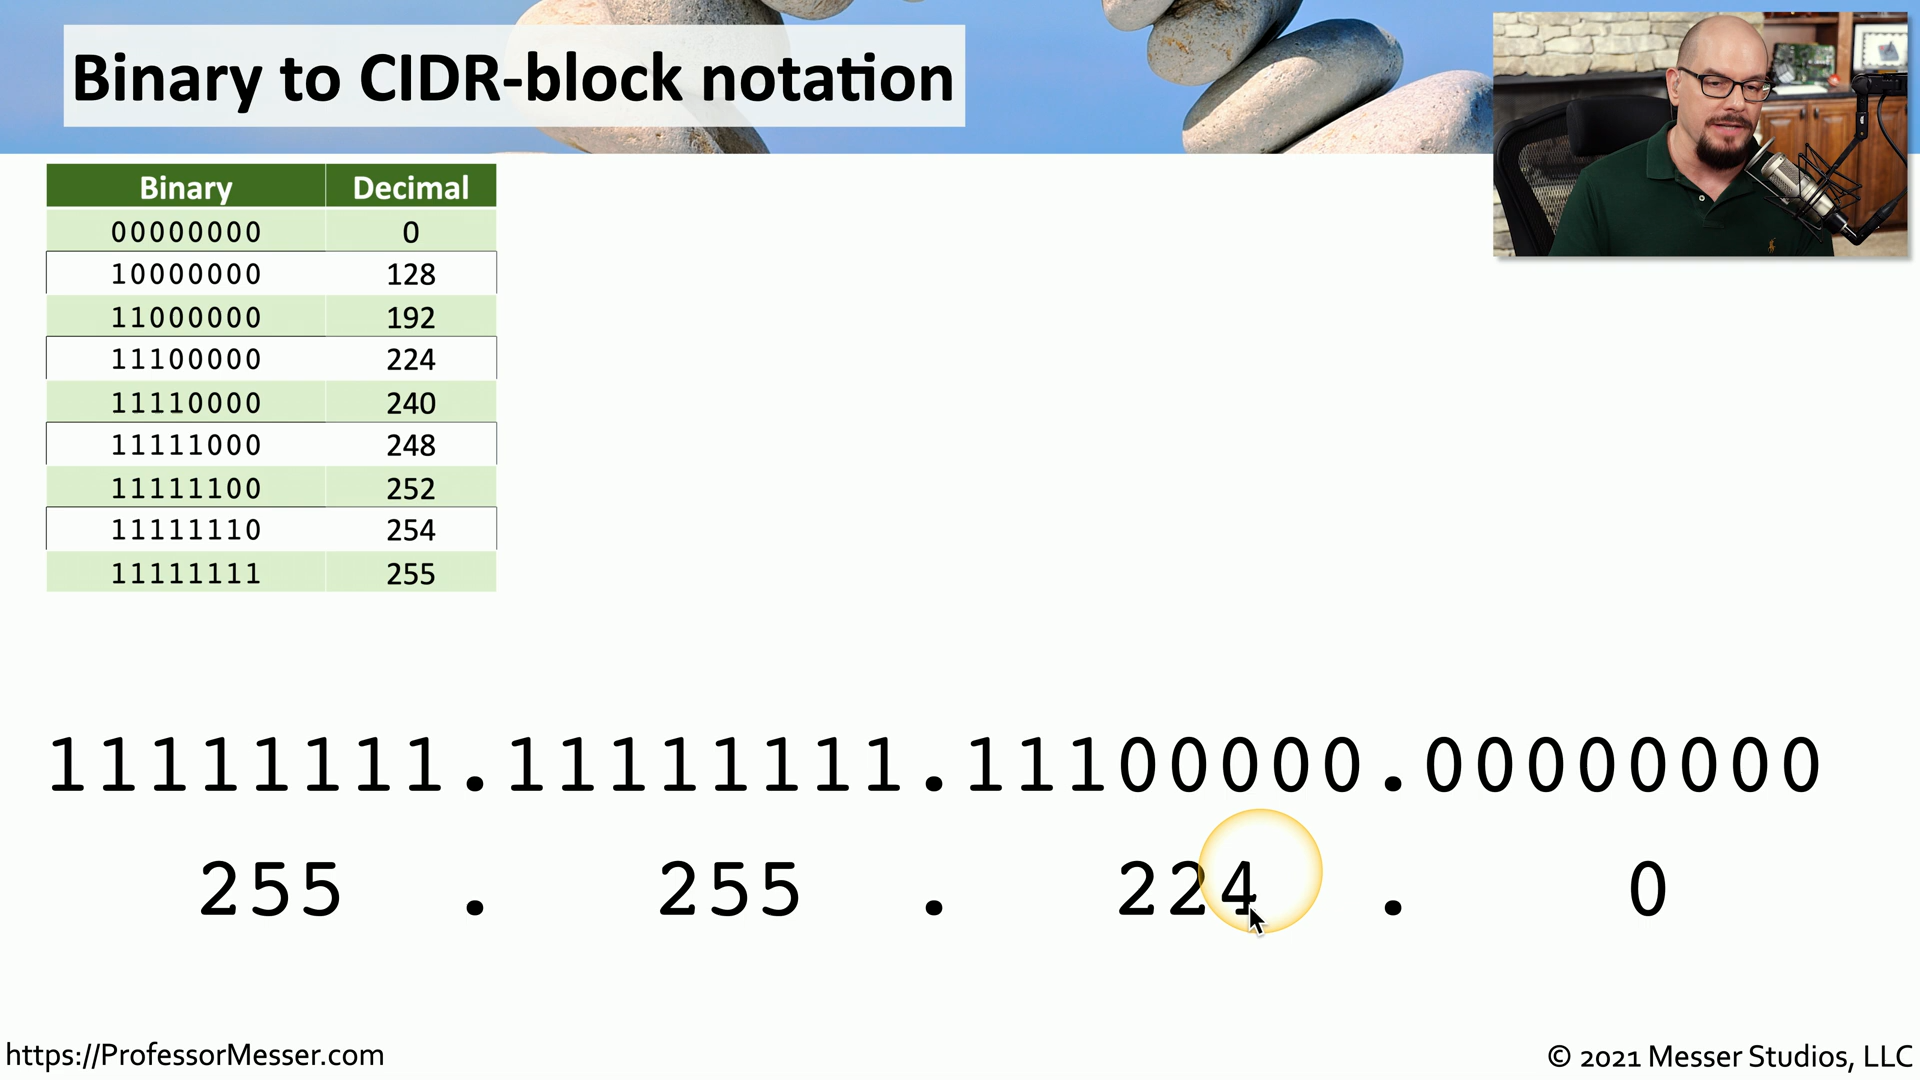 Binary to CIDR-block notation
Binary Decimal
00000000 0
10000000 128
11000000 192
11100000 224
11110000 240
11111000 248
11111100 252
11111110 254
11111111 255
11111111.11111111.11100000.00000000
255 . 255 . 224 . 0
https://ProfessorMesser.com
© 2021 Messer Studios, LLC